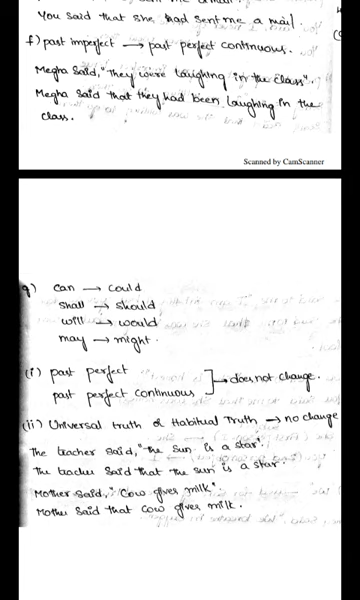 You said that she had sent me a mail.
f) past imperfect → past perfect continuous.
Megha said, "They were laughing in the class".
Megha said that they had been laughing in the
class.
Scanned by CamScanner
g) can → could
shall → should
will → would
may → might.
(i) past perfect
past perfect continuous ] → does not change.
(ii) Universal truth or Habitual Truth → no change
The teacher said, "The sun is a star".
The teacher said that the sun is a star.
Mother said, "Cow gives milk".
Mother said that cow gives milk.